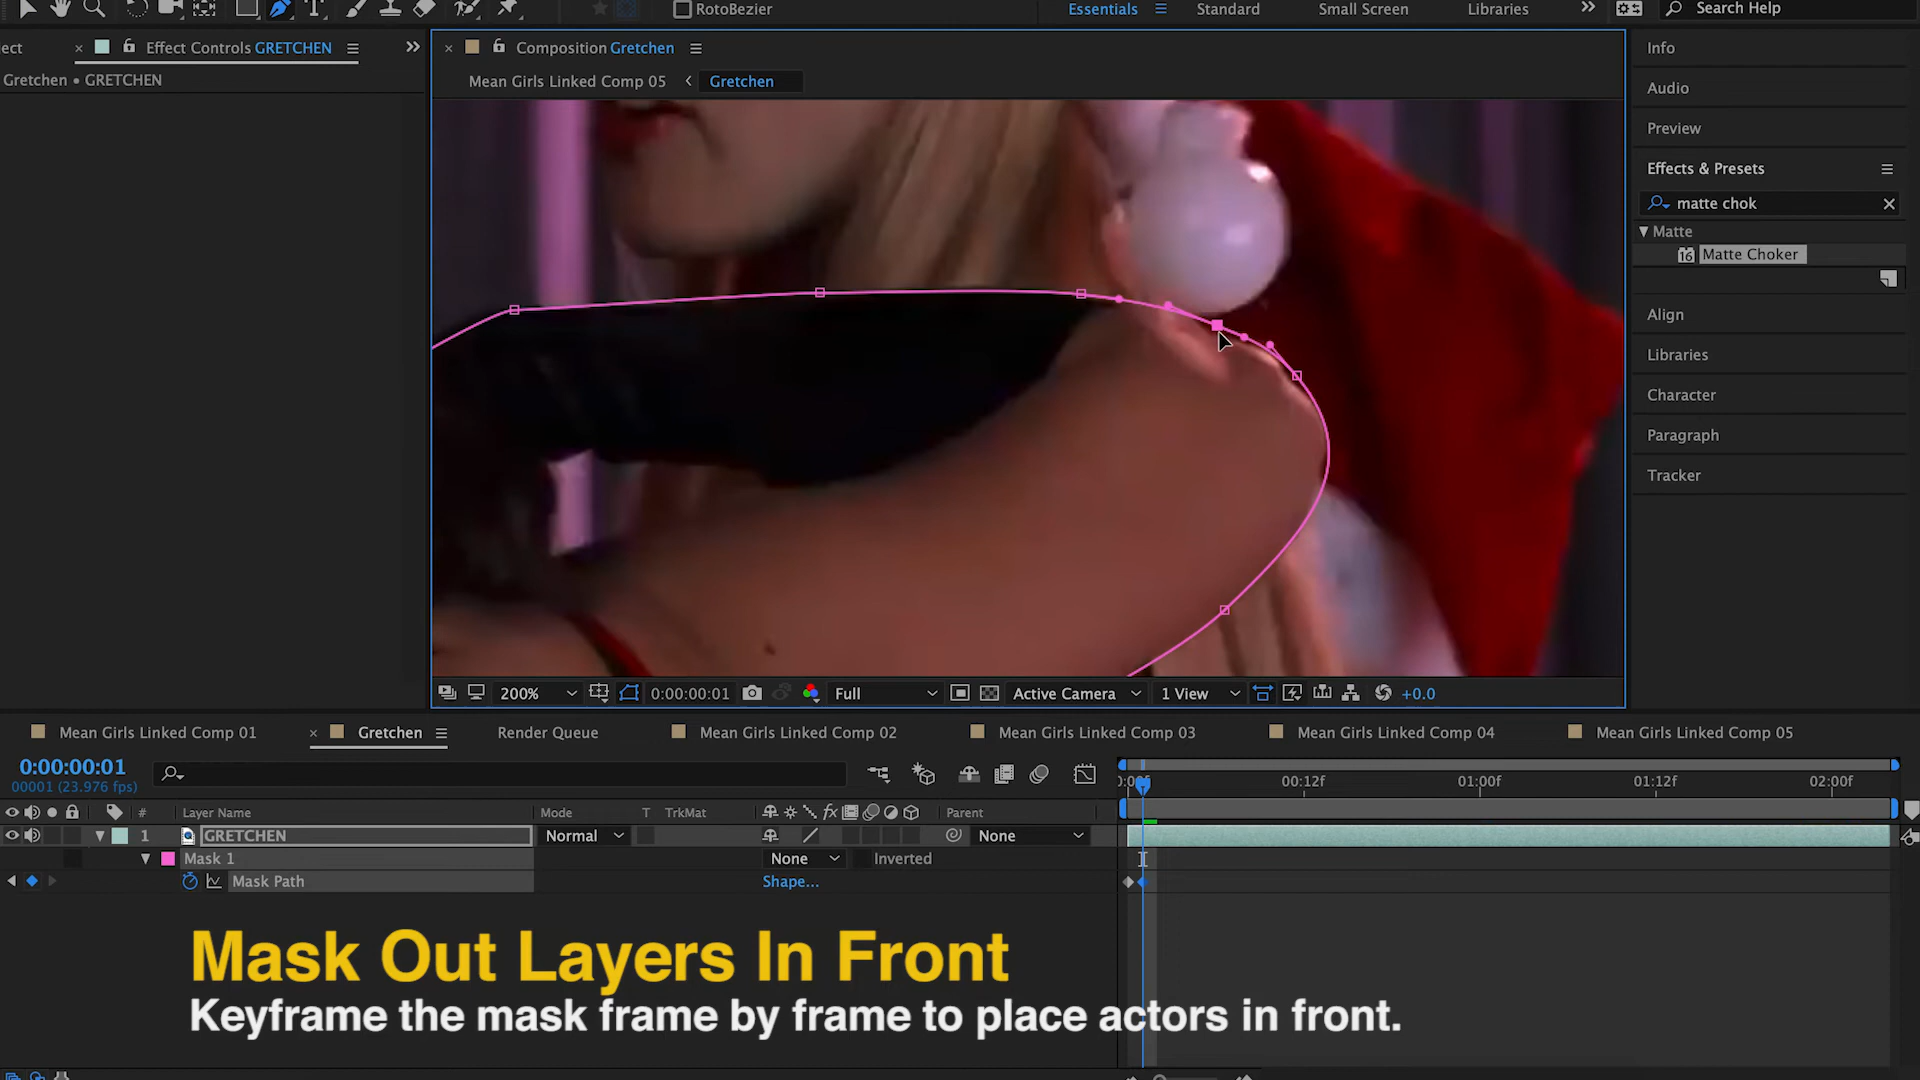 RotoBezier
Essentials
Standard
Small Screen
Libraries
Search Help
ect
Effect Controls GRETCHEN
Composition Gretchen
Info
Gretchen • GRETCHEN
Mean Girls Linked Comp 05
Gretchen
Audio
Preview
Effects & Presets
matte chok
Matte
16
Matte Choker
Align
Libraries
Character
Paragraph
Tracker
200%
0:00:00:01
Full
Active Camera
1 View
+0.0
Mean Girls Linked Comp 01
Gretchen
Render Queue
Mean Girls Linked Comp 02
Mean Girls Linked Comp 03
Mean Girls Linked Comp 04
Mean Girls Linked Comp 05
0:00:00:01
00001 (23.976 fps)
00:12f
01:00f
01:12f
02:00f
#
Layer Name
Mode
T
TrkMat
fx
Parent
1
GRETCHEN
Normal
None
Mask 1
None
Inverted
Mask Path
Shape...
Mask Out Layers In Front
Keyframe the mask frame by frame to place actors in front.